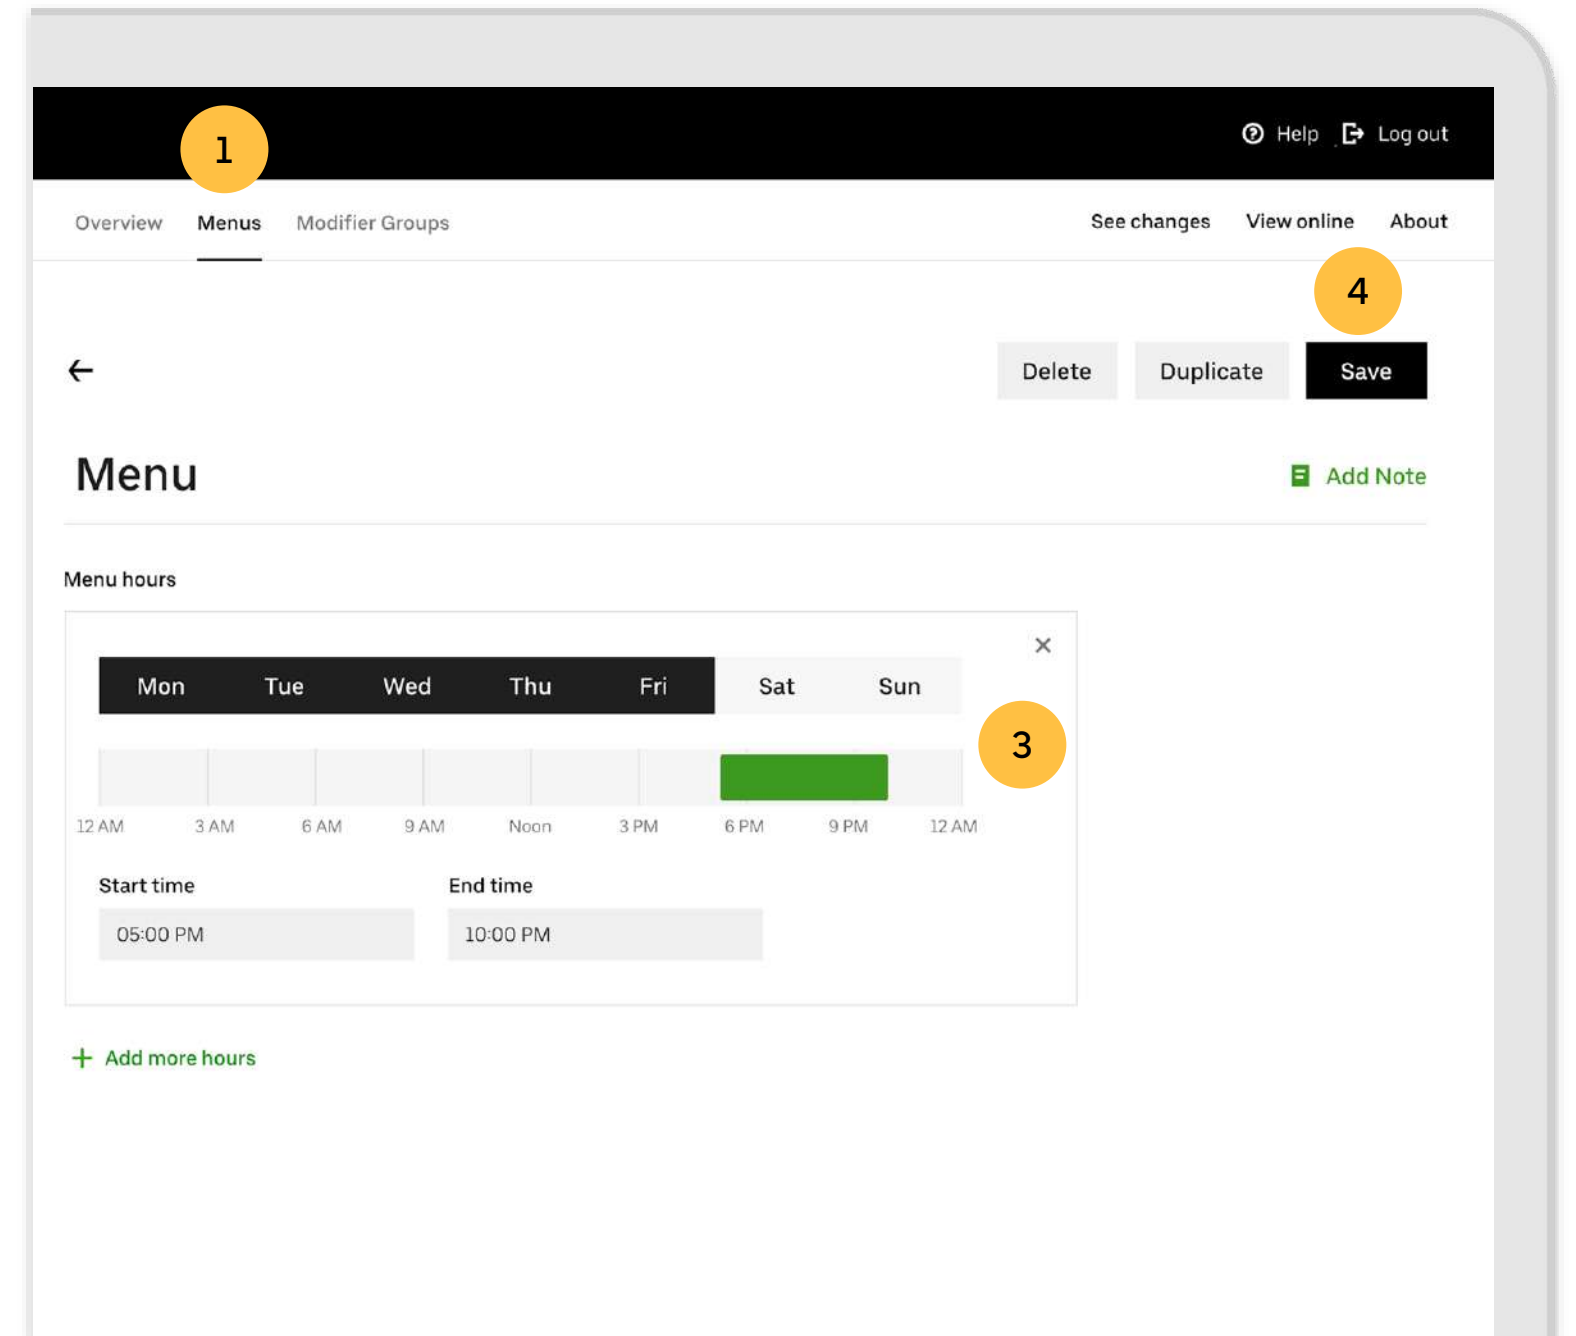 1
Help Log out
Overview Menus Modifier Groups See changes View online About
4
Delete Duplicate Save
Menu Add Note
Menu hours
Mon Tue Wed Thu Fri Sat Sun
3
12 AM 3 AM 6 AM 9 AM Noon 3 PM 6 PM 9 PM 12 AM
Start time End time
05:00 PM 10:00 PM
+ Add more hours